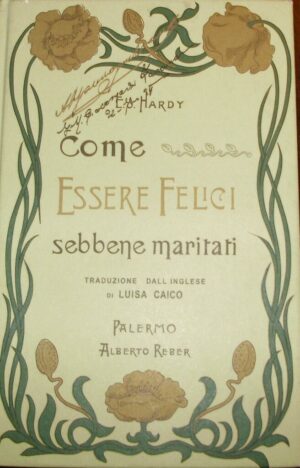 E. J. HARDY
Come
ESSERE FELICI
sebbene maritati
TRADUZIONE DALL'INGLESE
DI LUISA CAICO
PALERMO
ALBERTO REBER